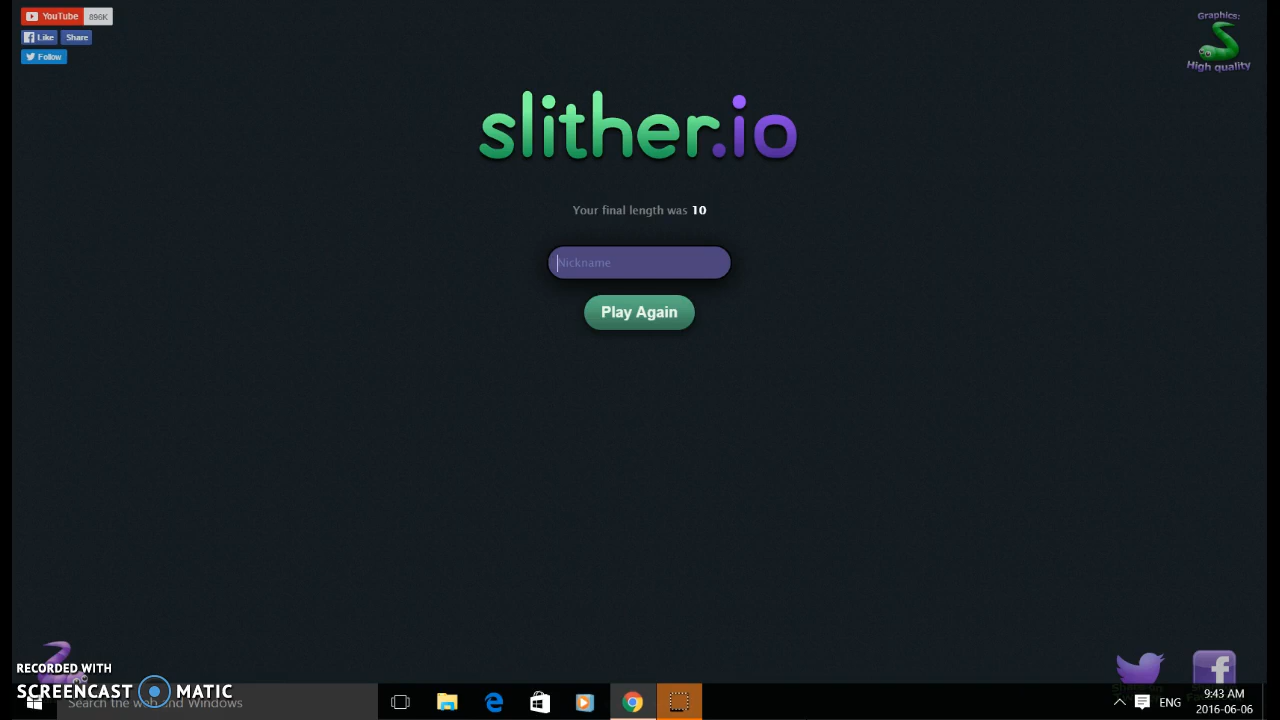 YouTube 896K
Like Share
Follow
Graphics:
High quality
slither.io
Your final length was 10
Nickname
Play Again
RECORDED WITH
SCREENCAST MATIC
Search the web and Windows
ENG
9:43 AM
2016-06-06